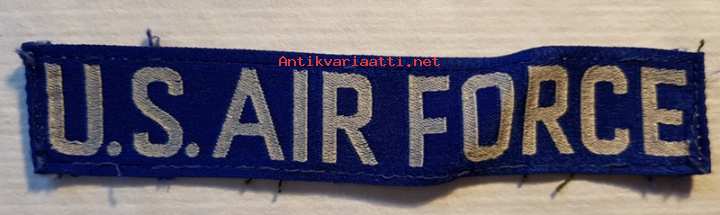 Antikvariaatti.net
U.S. AIR FORCE